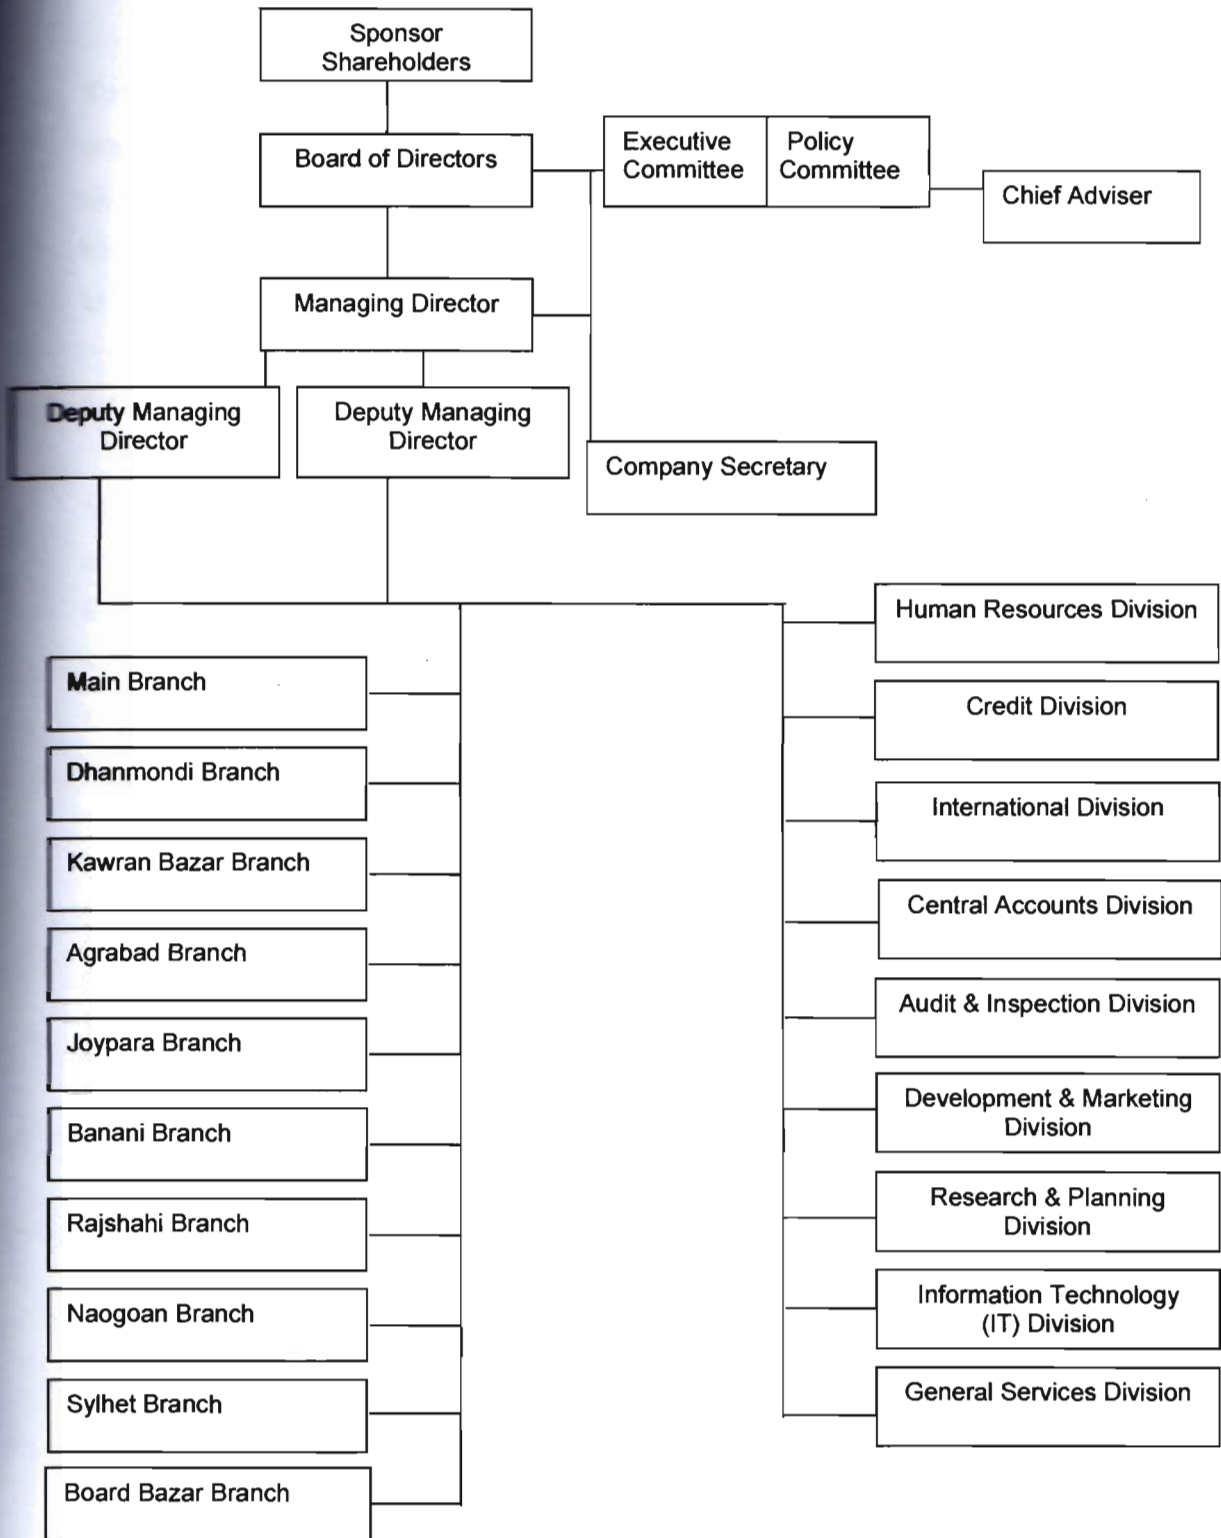 Sponsor
Shareholders
Board of Directors
Executive
Committee
Policy
Committee
Chief Adviser
Managing Director
Deputy Managing
Director
Deputy Managing
Director
Company Secretary
Human Resources Division
Main Branch
Credit Division
Dhanmondi Branch
International Division
Kawran Bazar Branch
Central Accounts Division
Agrabad Branch
Audit & Inspection Division
Joypara Branch
Development & Marketing
Division
Banani Branch
Research & Planning
Division
Rajshahi Branch
Information Technology
(IT) Division
Naogoan Branch
General Services Division
Sylhet Branch
Board Bazar Branch